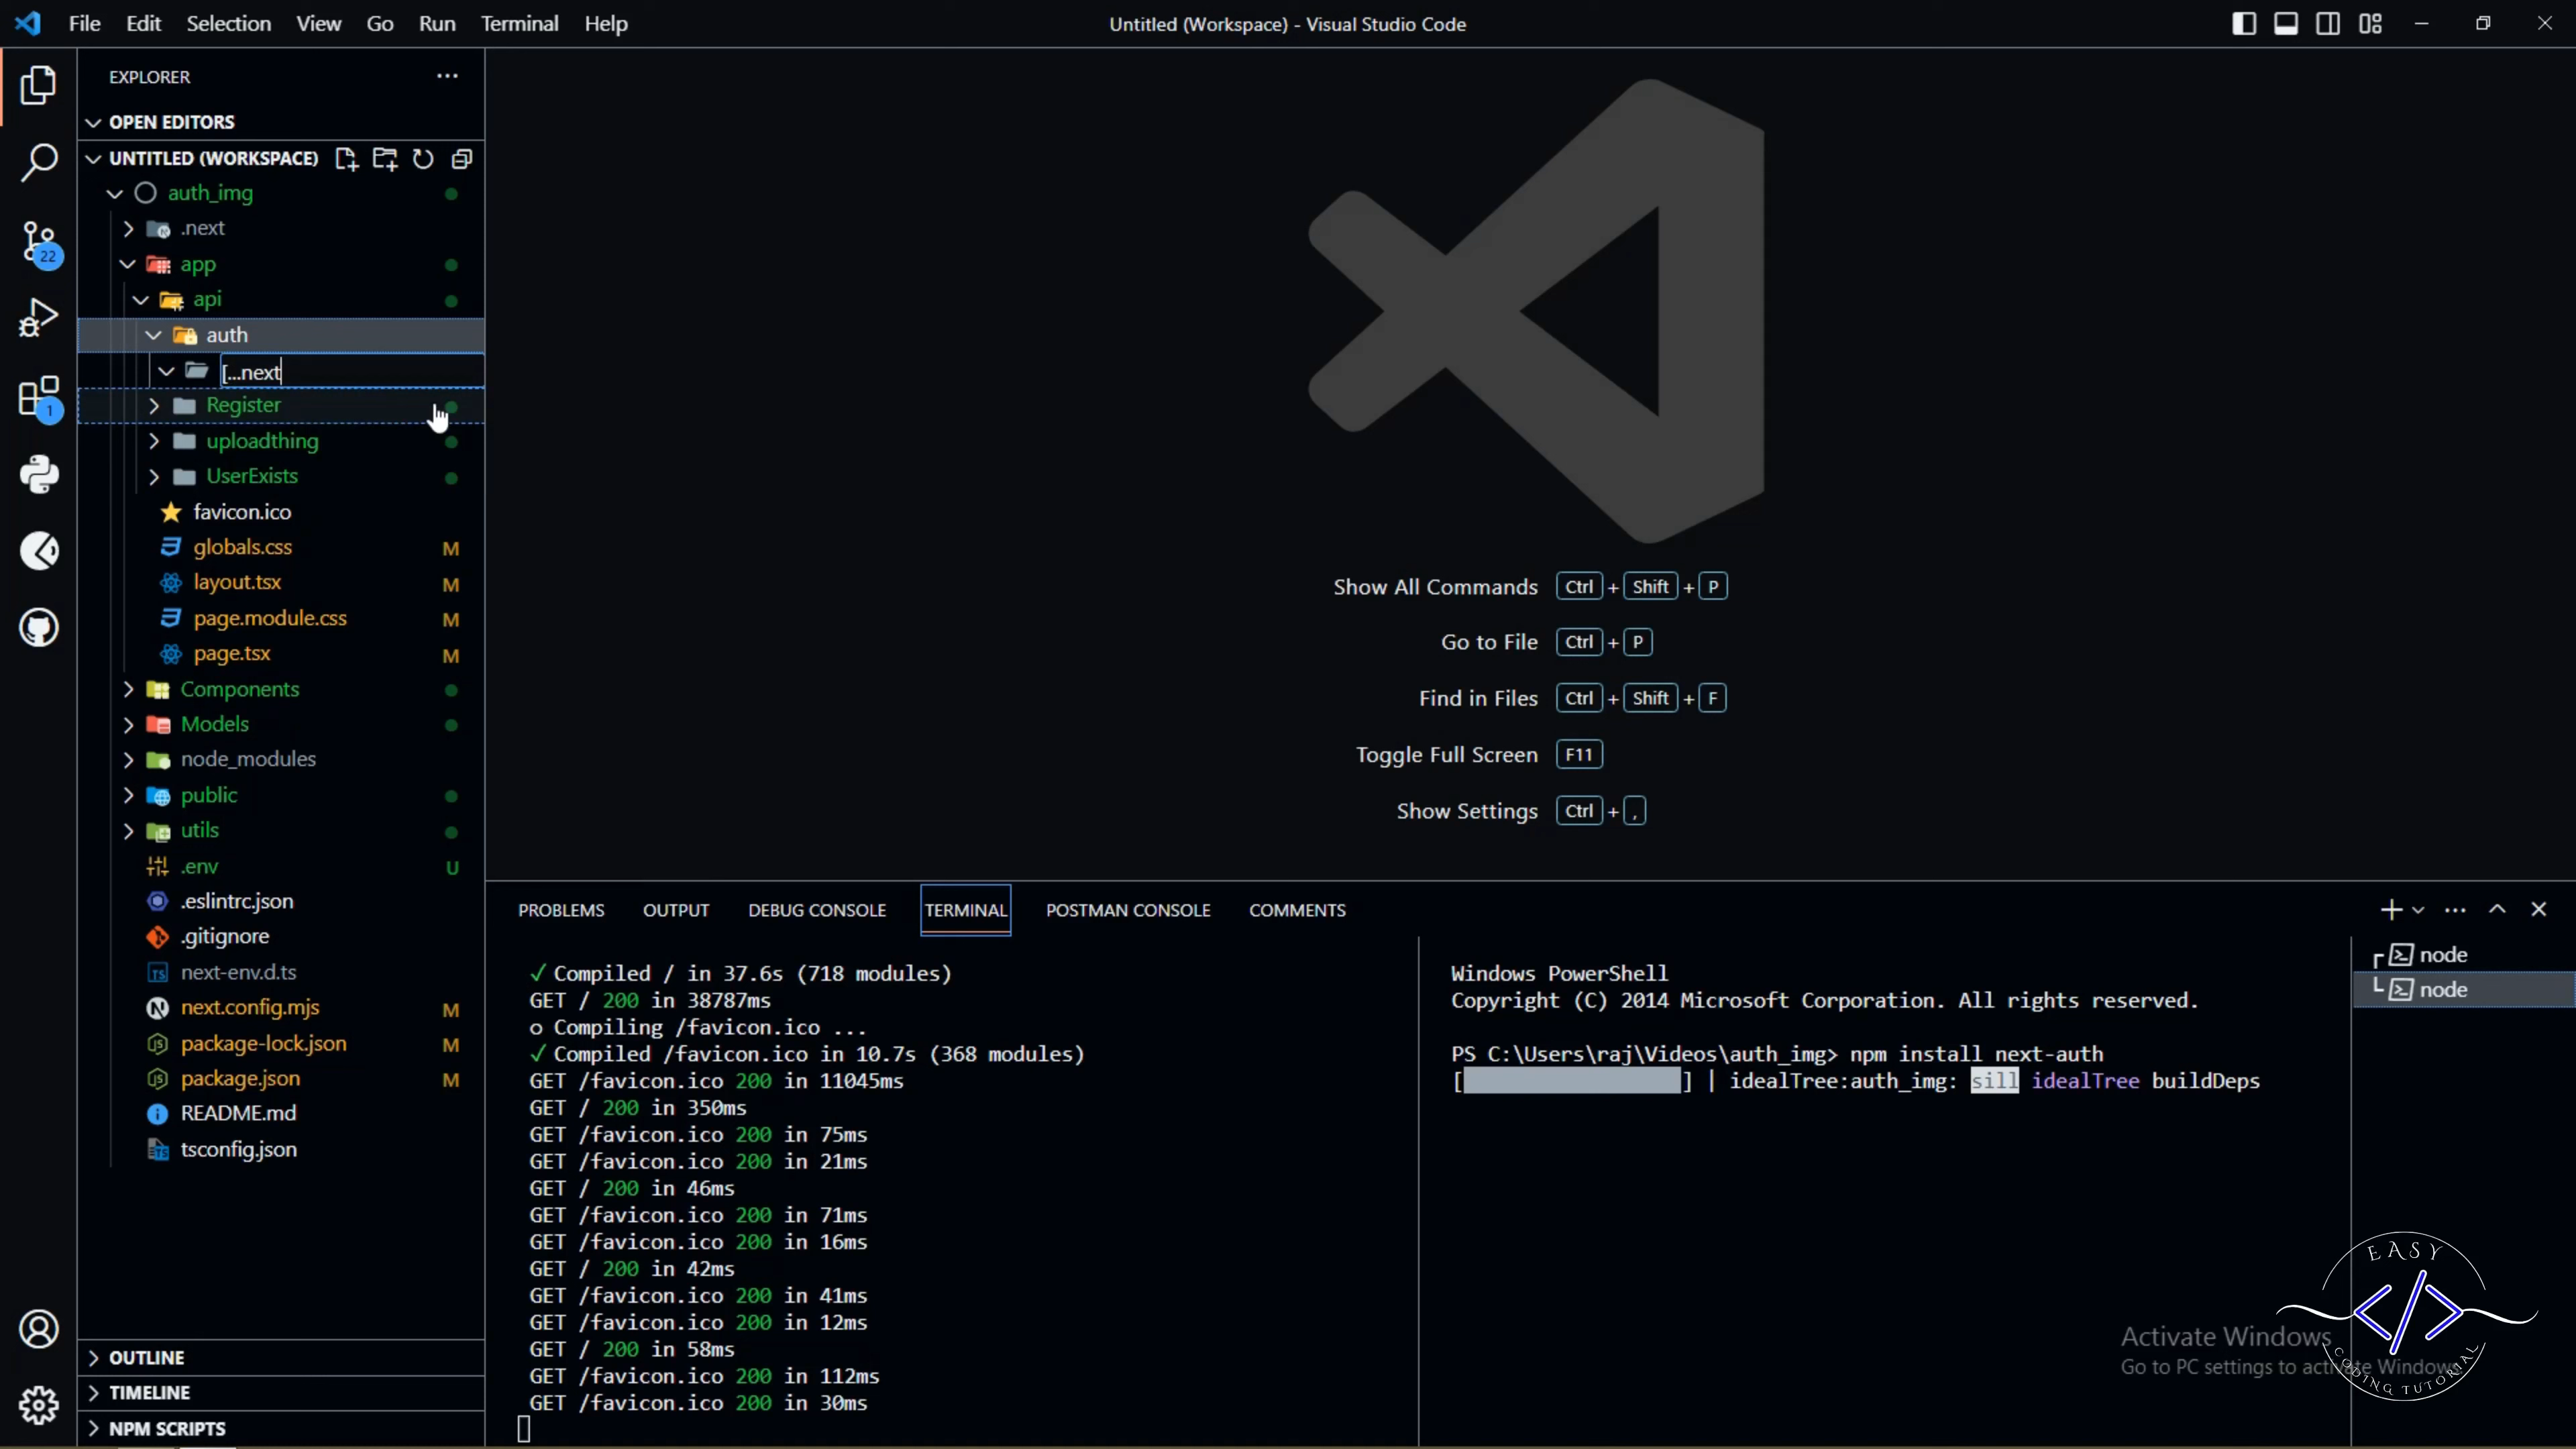 File Edit Selection View Go Run Terminal Help
Untitled (Workspace) - Visual Studio Code
EXPLORER
OPEN EDITORS
UNTITLED (WORKSPACE)
auth_img
.next
app
api
auth
[...next
Register
uploadthing
UserExists
favicon.ico
globals.css M
layout.tsx M
page.module.css M
page.tsx M
Components
Models
node_modules
public
utils
.env U
.eslintrc.json
.gitignore
next-env.d.ts
next.config.mjs M
package-lock.json M
package.json M
README.md
tsconfig.json
OUTLINE
TIMELINE
NPM SCRIPTS
22
1
Show All Commands Ctrl + Shift + P
Go to File Ctrl + P
Find in Files Ctrl + Shift + F
Toggle Full Screen F11
Show Settings Ctrl + ,
PROBLEMS OUTPUT DEBUG CONSOLE TERMINAL POSTMAN CONSOLE COMMENTS
✓ Compiled / in 37.6s (718 modules)
GET / 200 in 38787ms
o Compiling /favicon.ico ...
✓ Compiled /favicon.ico in 10.7s (368 modules)
GET /favicon.ico 200 in 11045ms
GET / 200 in 350ms
GET /favicon.ico 200 in 75ms
GET /favicon.ico 200 in 21ms
GET / 200 in 46ms
GET /favicon.ico 200 in 71ms
GET /favicon.ico 200 in 16ms
GET / 200 in 42ms
GET /favicon.ico 200 in 41ms
GET /favicon.ico 200 in 12ms
GET / 200 in 58ms
GET /favicon.ico 200 in 112ms
GET /favicon.ico 200 in 30ms
Windows PowerShell
Copyright (C) 2014 Microsoft Corporation. All rights reserved.
PS C:\Users\raj\Videos\auth_img> npm install next-auth
[ ] | idealTree:auth_img: sill idealTree buildDeps
node
node
Activate Windows
Go to PC settings to activate Windows.
EASY
</>
CODING TUTORIAL